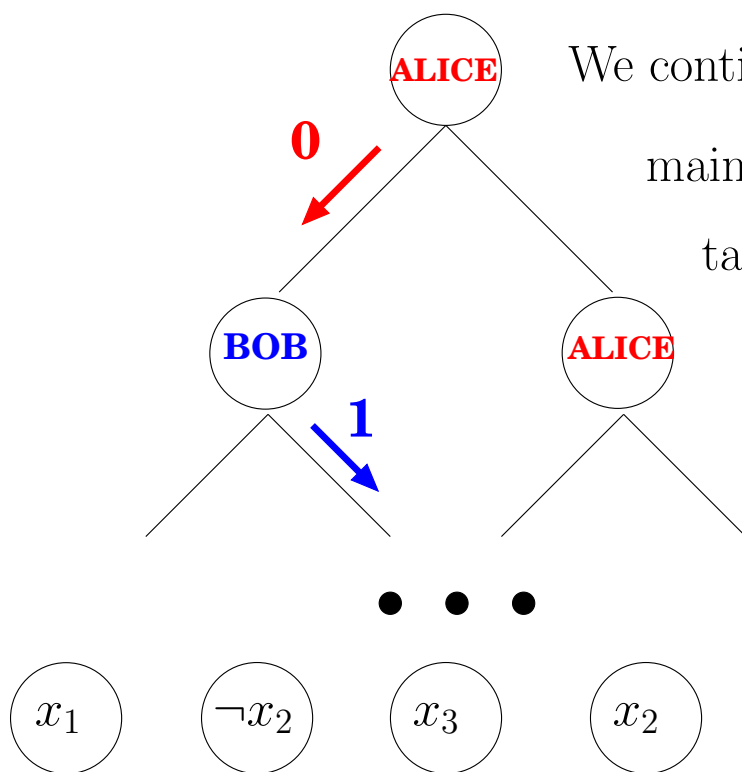 ALICE
We conti
0
main
ta
BOB
ALICE
1
x₁ ¬x₂ x₃ x₂